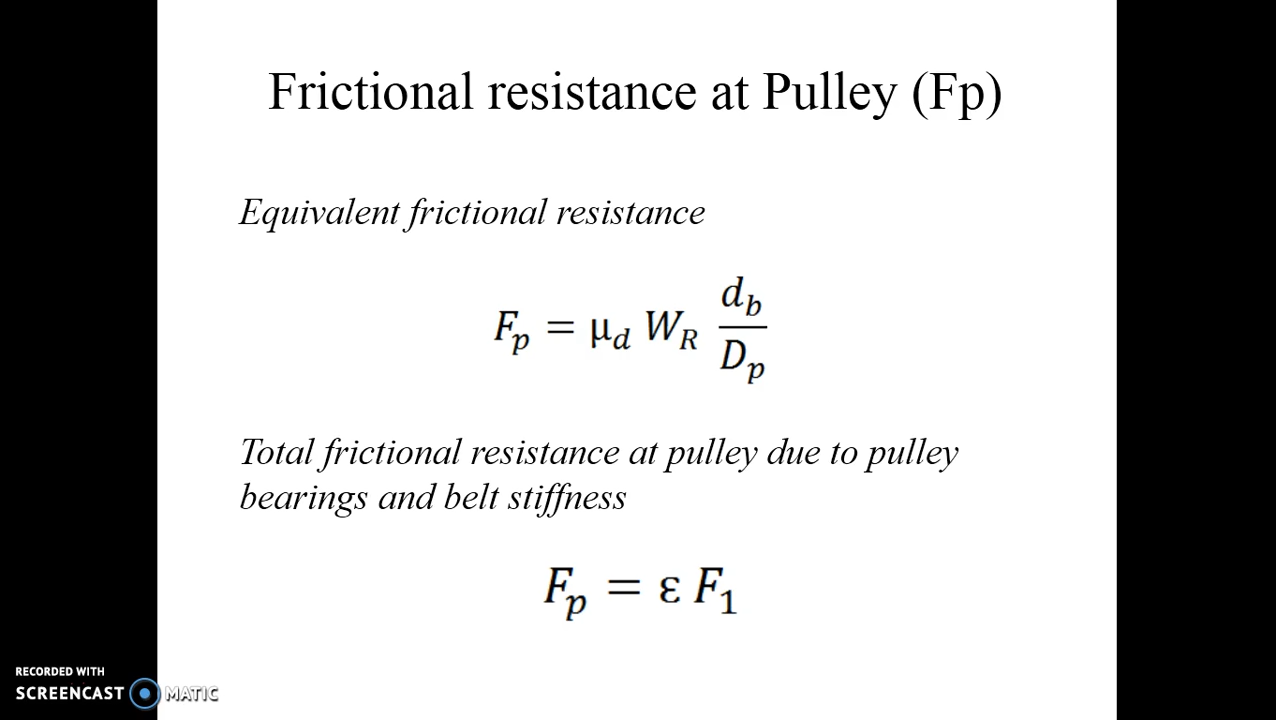 Frictional resistance at Pulley (Fp)
Equivalent frictional resistance
F_p = μ_d W_R d_b / D_p
Total frictional resistance at pulley due to pulley
bearings and belt stiffness
F_p = ε F_1
RECORDED WITH
SCREENCAST MATIC